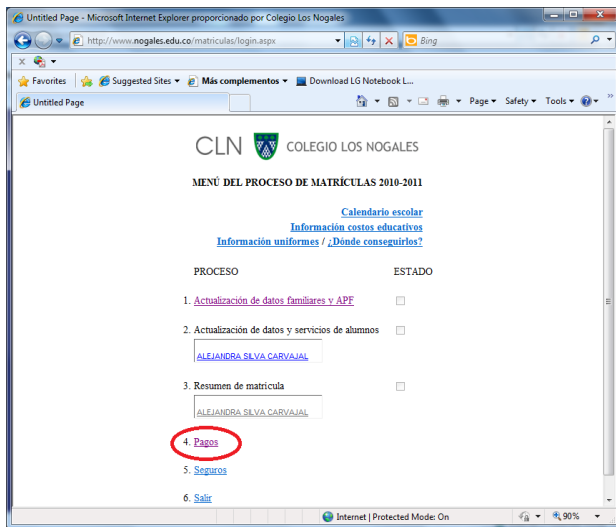 Untitled Page - Microsoft Internet Explorer proporcionado por Colegio Los Nogales
http://www.nogales.edu.co/matriculas/login.aspx
Bing
X
Favorites
Suggested Sites
Más complementos
Download LG Notebook L...
Untitled Page
Page
Safety
Tools
CLN COLEGIO LOS NOGALES
MENÚ DEL PROCESO DE MATRÍCULAS 2010-2011
Calendario escolar
Información costos educativos
Información uniformes / ¿Dónde conseguirlos?
PROCESO ESTADO
1. Actualización de datos familiares y APF
2. Actualización de datos y servicios de alumnos
ALEJANDRA SILVA CARVAJAL
3. Resumen de matricula
ALEJANDRA SILVA CARVAJAL
4. Pagos
5. Seguros
6. Salir
Internet | Protected Mode: On
90%